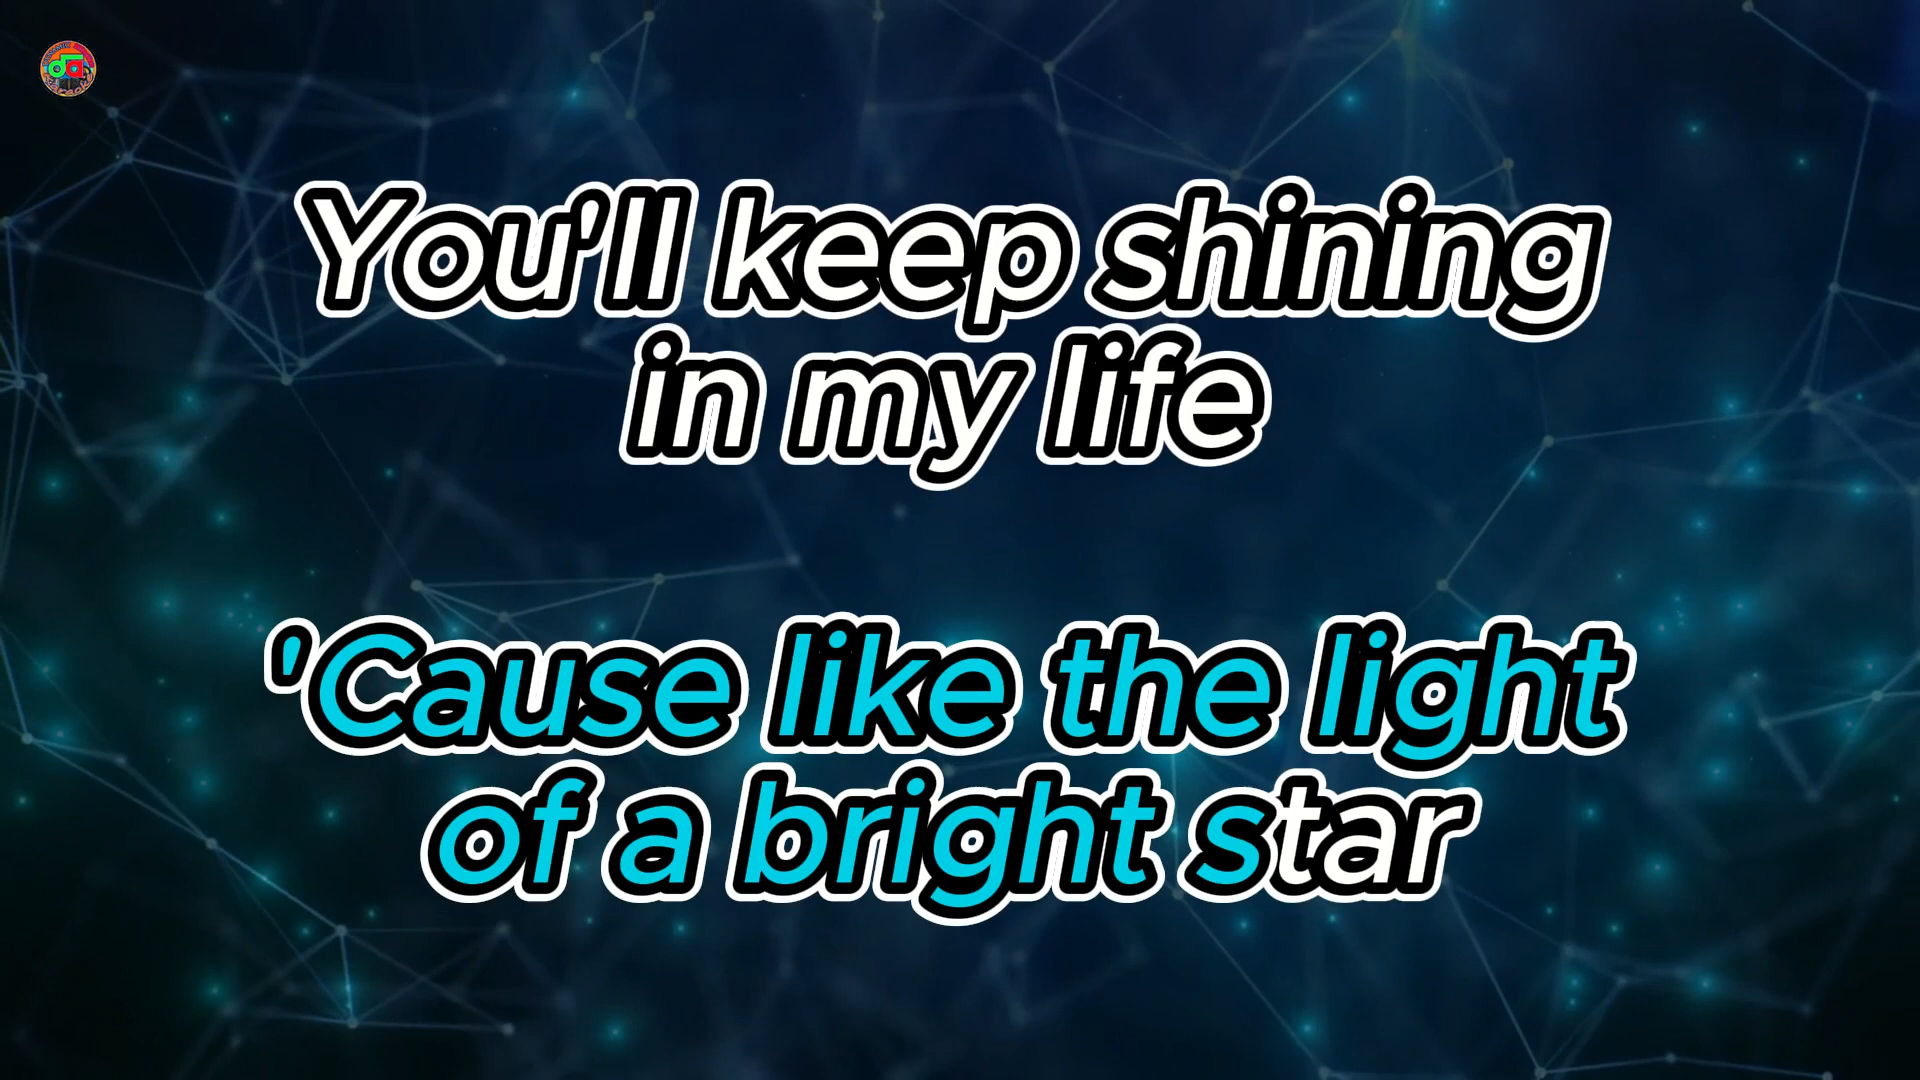 You'll keep shining
in my life
'Cause like the light
of a bright star